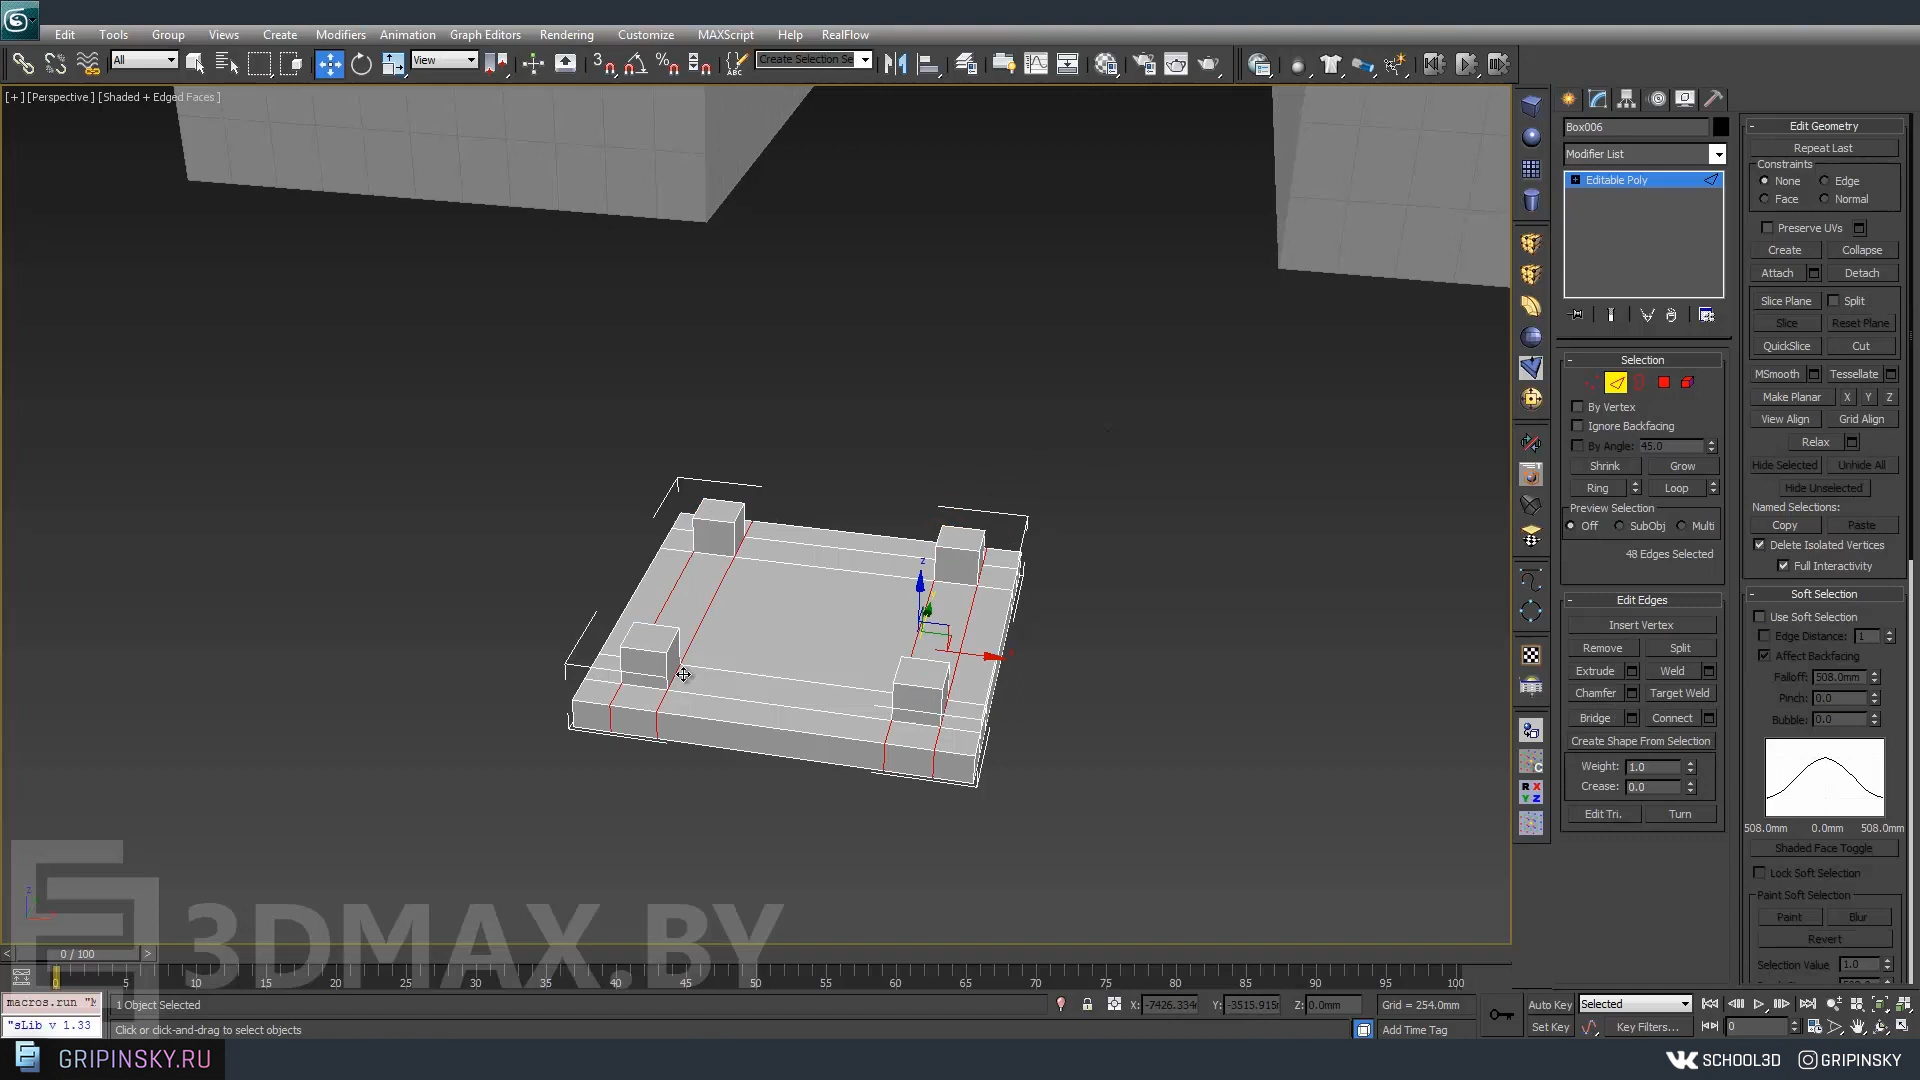 Edit Tools Group Views Create Modifiers Animation Graph Editors Rendering Customize MAXScript Help RealFlow
All View 3 Create Selection Se
[+] [Perspective] [Shaded + Edged Faces]
Box006
Modifier List
Editable Poly
Selection
By Vertex
Ignore Backfacing
By Angle: 45.0
Shrink Grow
Ring Loop
Preview Selection
Off SubObj Multi
48 Edges Selected
Edit Edges
Insert Vertex
Remove Split
Extrude Weld
Chamfer Target Weld
Bridge Connect
Create Shape From Selection
Weight: 1.0
Crease: 0.0
Edit Tri. Turn
Edit Geometry
Repeat Last
Constraints
None Edge
Face Normal
Preserve UVs
Create Collapse
Attach Detach
Slice Plane Split
Slice Reset Plane
QuickSlice Cut
MSmooth Tessellate
Make Planar X Y Z
View Align Grid Align
Relax
Hide Selected Unhide All
Hide Unselected
Named Selections:
Copy Paste
Delete Isolated Vertices
Full Interactivity
Soft Selection
Use Soft Selection
Edge Distance: 1
Affect Backfacing
Falloff: 508.0mm
Pinch: 0.0
Bubble: 0.0
508.0mm 0.0mm 508.0mm
Shaded Face Toggle
Lock Soft Selection
Paint Soft Selection
Paint Blur
Revert
Selection Value 1.0
z
3DMAX.BY
< 0 / 100 >
0 5 10 15 20 25 30 35 40 45 50 55 60 65 70 75 80 85 90 95 100
macros.run "M 1 Object Selected X: -7426.334 Y: -3515.915 Z: 0.0mm Grid = 254.0mm Auto Key Selected
"sLib v 1.33 Click or click-and-drag to select objects Add Time Tag Set Key Key Filters... 0
GRIPINSKY.RU SCHOOL3D GRIPINSKY